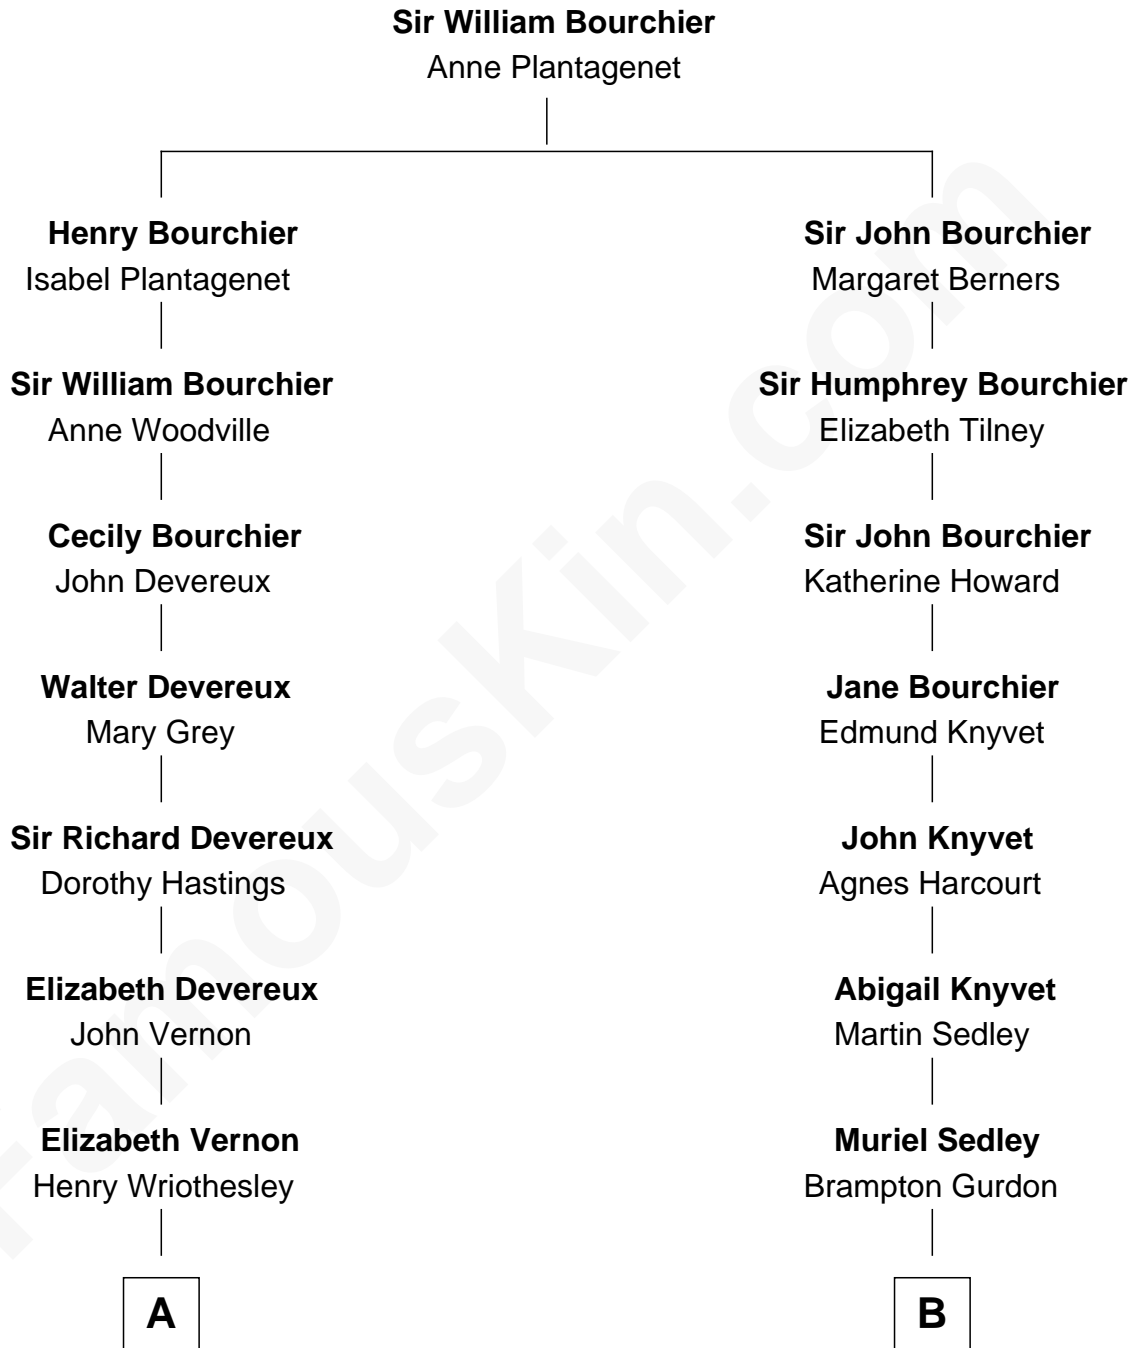 Sir William Bourchier
Anne Plantagenet
Henry Bourchier
Isabel Plantagenet
Sir John Bourchier
Margaret Berners
Sir William Bourchier
Anne Woodville
Sir Humphrey Bourchier
Elizabeth Tilney
Cecily Bourchier
John Devereux
Sir John Bourchier
Katherine Howard
Walter Devereux
Mary Grey
Jane Bourchier
Edmund Knyvet
Sir Richard Devereux
Dorothy Hastings
John Knyvet
Agnes Harcourt
Elizabeth Devereux
John Vernon
Abigail Knyvet
Martin Sedley
Elizabeth Vernon
Henry Wriothesley
Muriel Sedley
Brampton Gurdon
A
B
FamousKin.com